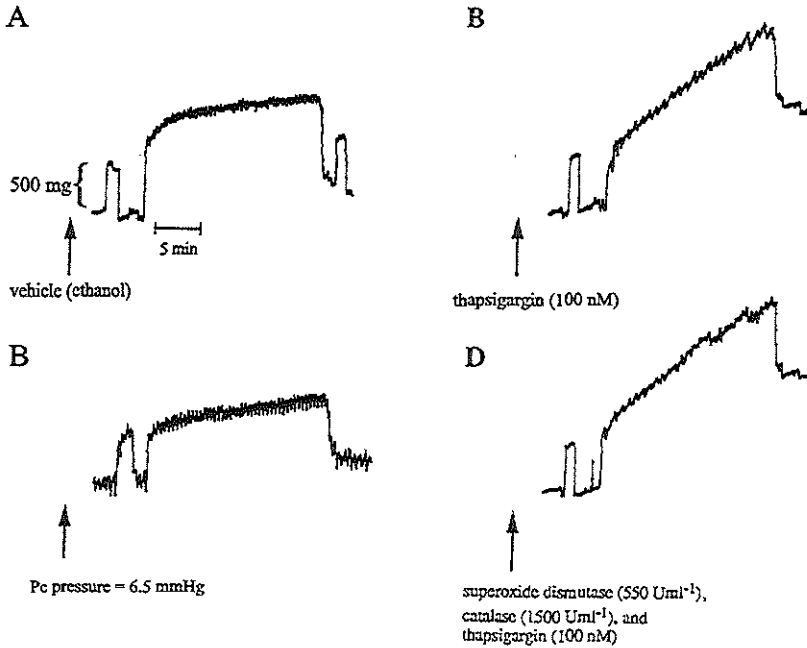 A
500 mg
5 min
vehicle (ethanol)
B
thapsigargin (100 nM)
B
Pc pressure = 6.5 mmHg
D
superoxide dismutase (550 Uml⁻¹),
catalase (1500 Uml⁻¹), and
thapsigargin (100 nM)